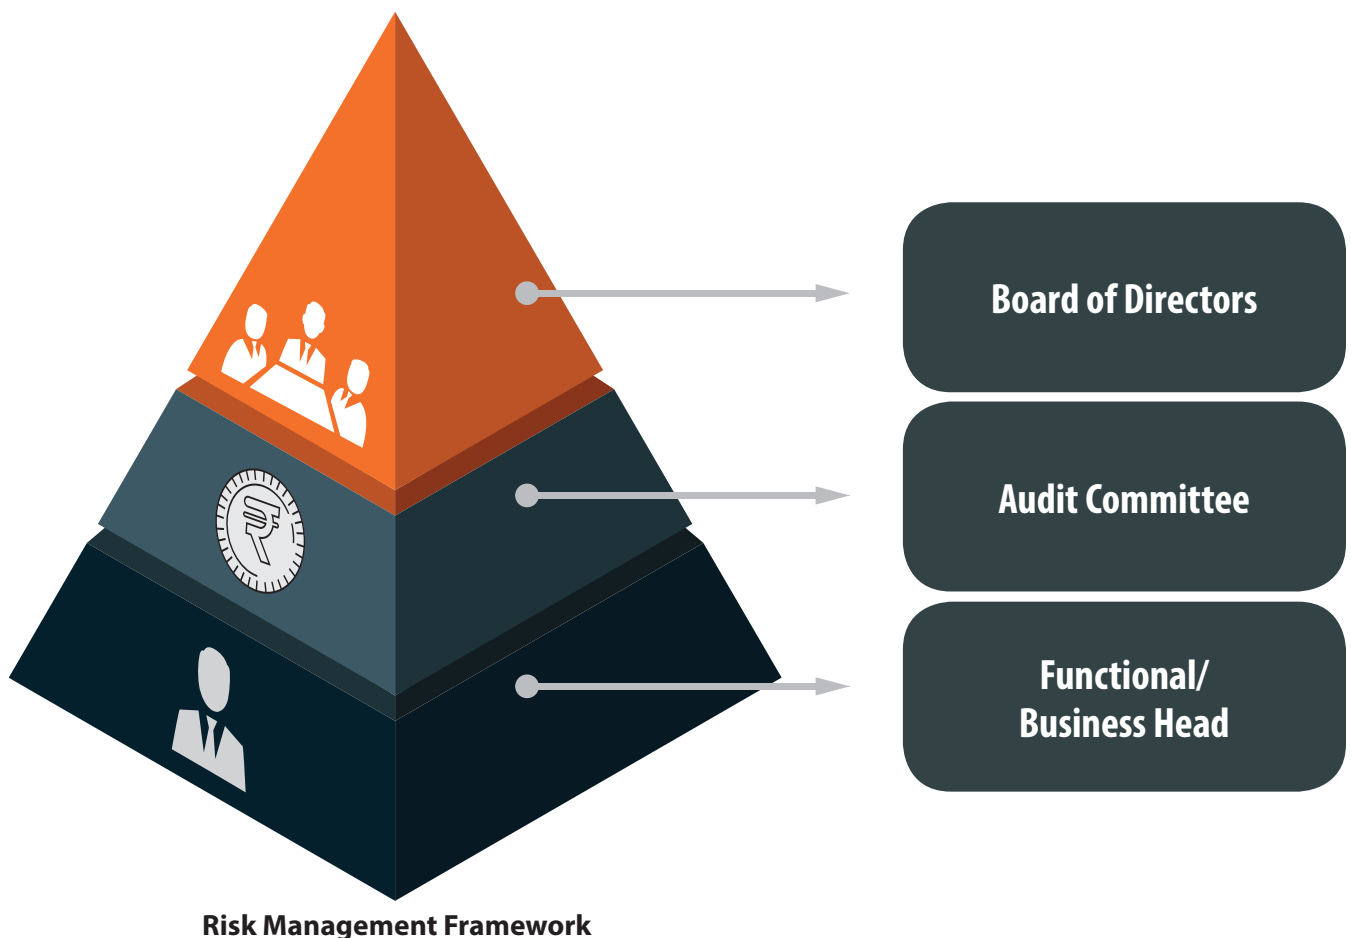 Board of Directors
Audit Committee
Functional/
Business Head
Risk Management Framework